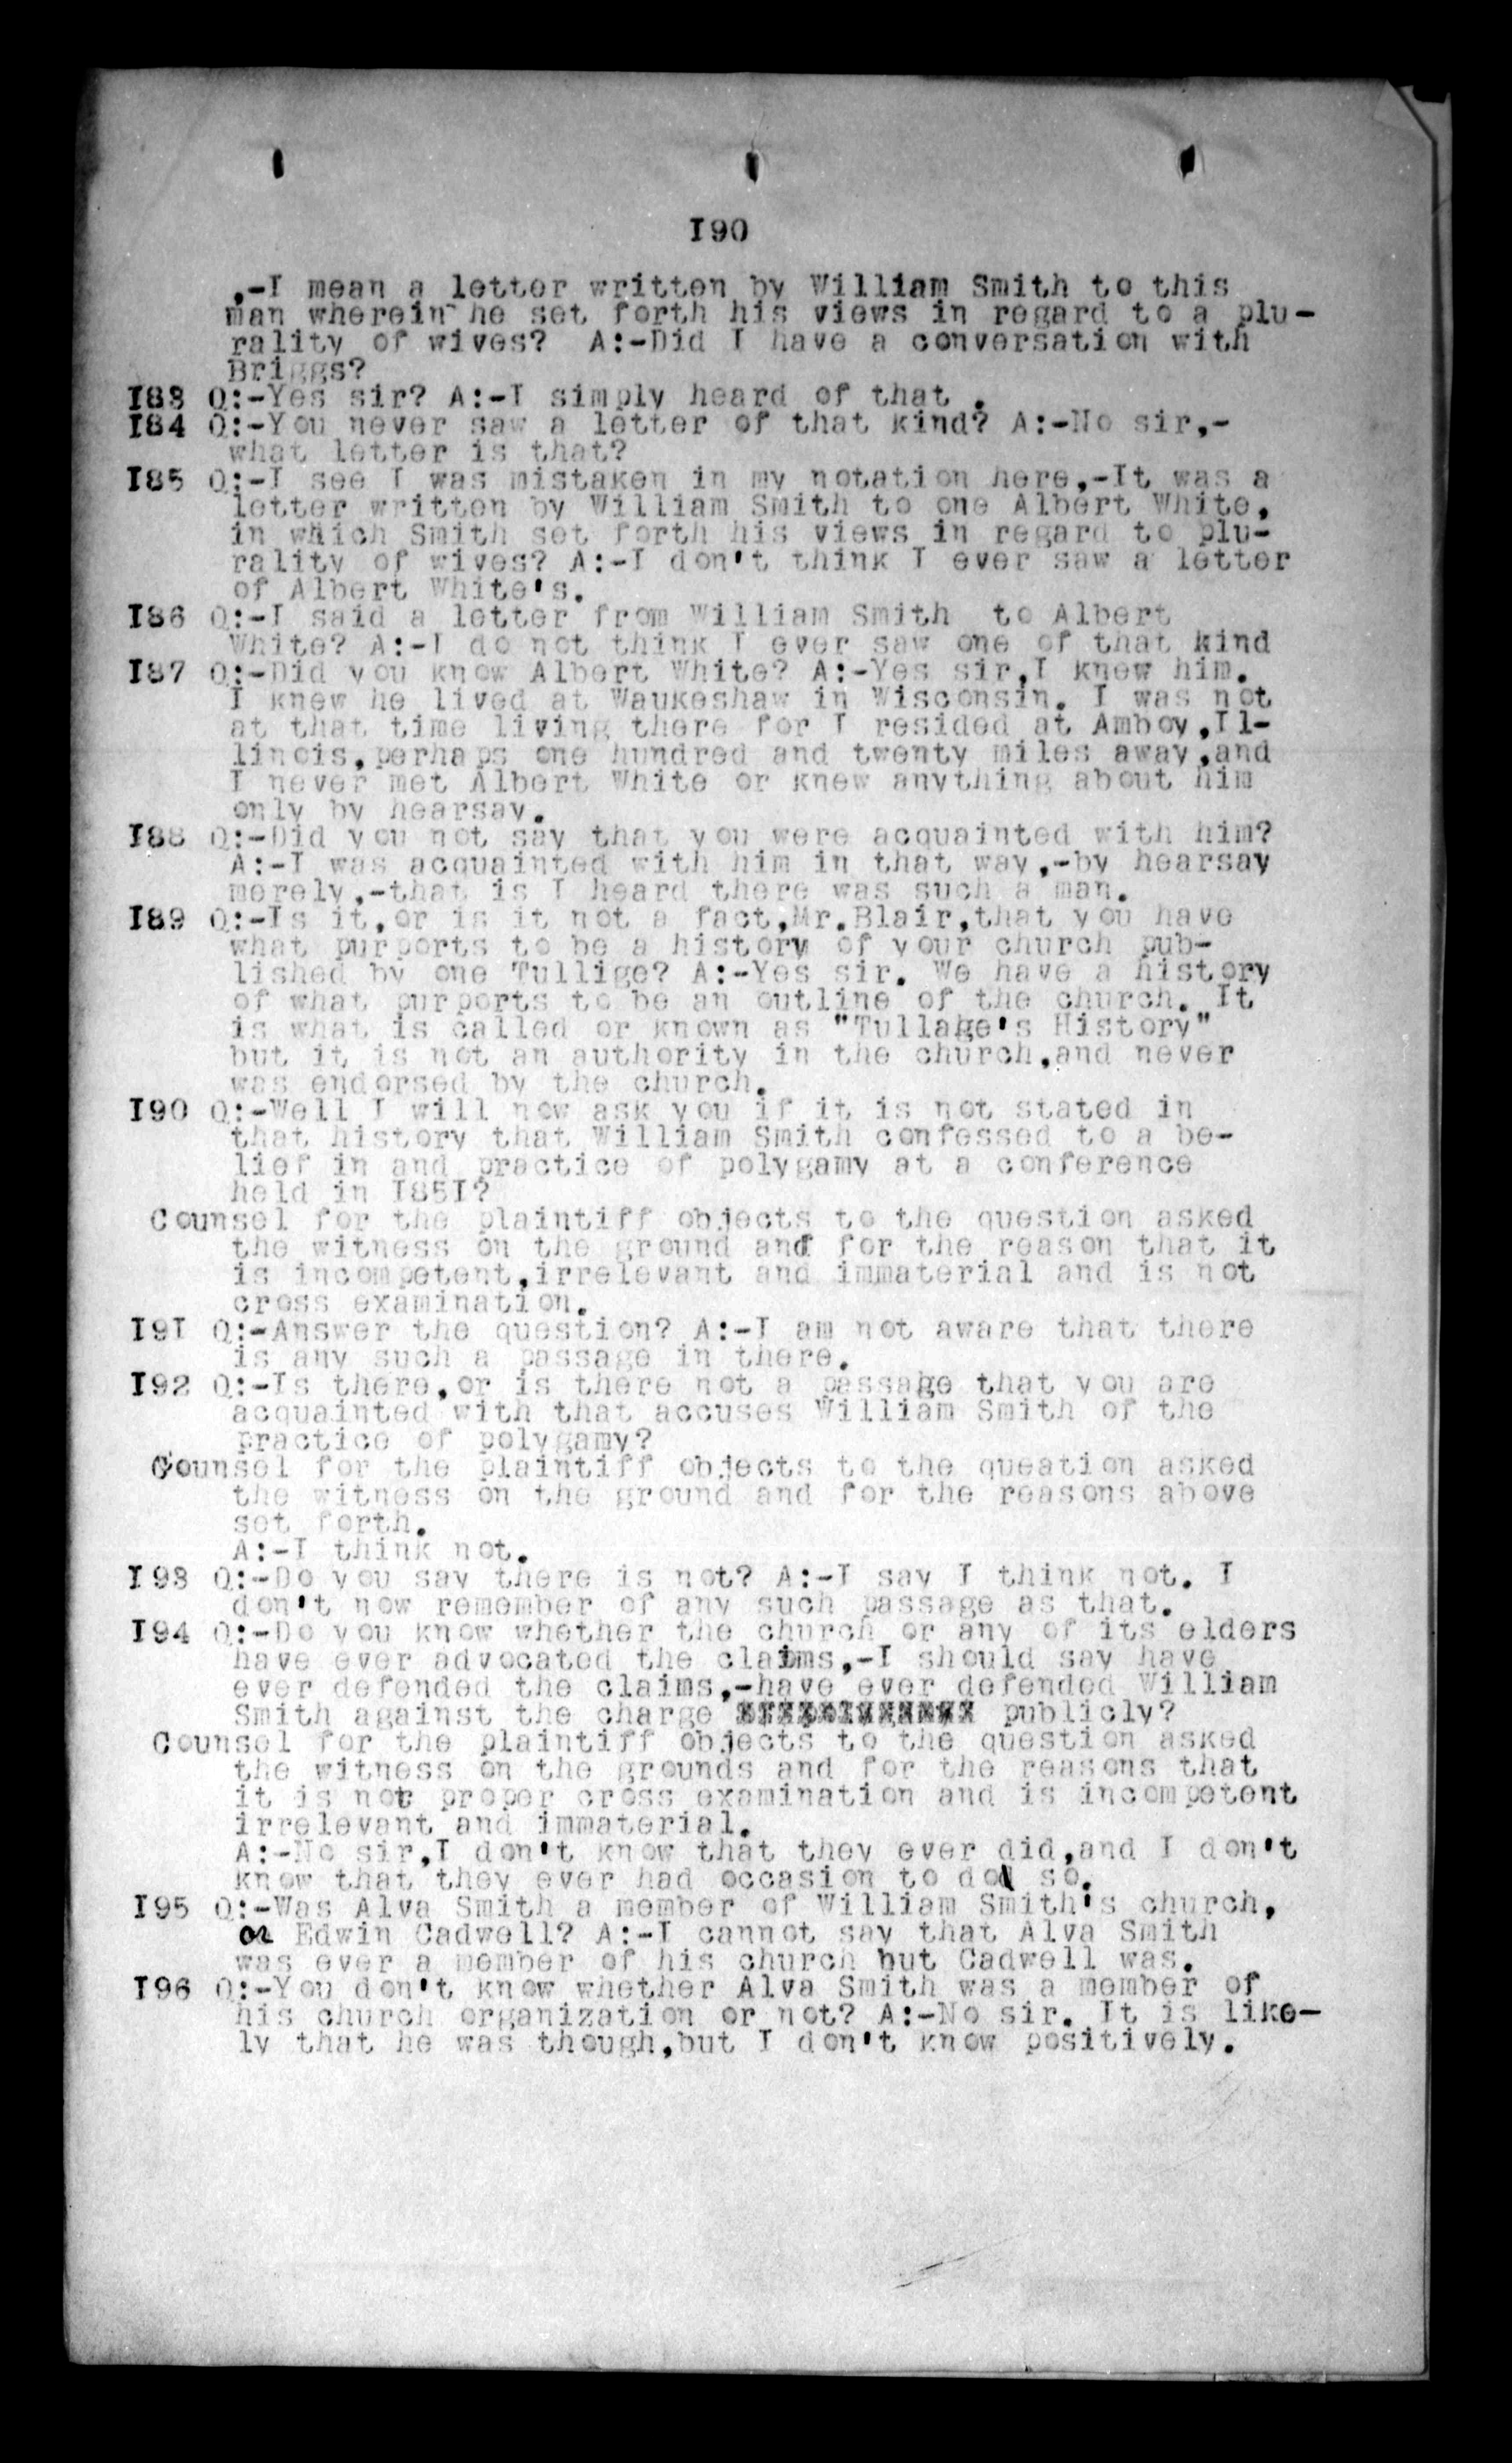 I90
,-I mean a letter written by William Smith to this
man wherein he set forth his views in regard to a plu-
rality of wives? A:-Did I have a conversation with
Briggs?
I83 Q:-Yes sir? A:-I simply heard of that .
I84 Q:-You never saw a letter of that kind? A:-No sir,-
what letter is that?
I85 Q:-I see I was mistaken in my notation here,-It was a
letter written by William Smith to one Albert White,
in which Smith set forth his views in regard to plu-
rality of wives? A:-I don't think I ever saw a letter
of Albert White's.
I86 Q:-I said a letter from William Smith to Albert
White? A:-I do not think I ever saw one of that kind
I87 Q:-Did you know Albert White? A:-Yes sir,I knew him.
I knew he lived at Waukeshaw in Wisconsin. I was not
at that time living there for I resided at Amboy,Il-
linois,perhaps one hundred and twenty miles away,and
I never met Albert White or knew anything about him
only by hearsay.
I88 Q:-Did you not say that you were acquainted with him?
A:-I was acquainted with him in that way,-by hearsay
merely,-that is I heard there was such a man.
I89 Q:-Is it,or is it not a fact,Mr.Blair,that you have
what purports to be a history of your church pub-
lished by one Tullige? A:-Yes sir. We have a history
of what purports to be an outline of the church. It
is what is called or known as "Tullage's History"
but it is not an authority in the church,and never
was endorsed by the church.
I90 Q:-Well I will now ask you if it is not stated in
that history that William Smith confessed to a be-
lief in and practice of polygamy at a conference
held in I85I?
Counsel for the plaintiff objects to the question asked
the witness on the ground and for the reason that it
is incompetent,irrelevant and immaterial and is not
cross examination.
I9I Q:-Answer the question? A:-I am not aware that there
is any such a passage in there.
I92 Q:-Is there,or is there not a passage that you are
acquainted with that accuses William Smith of the
practice of polygamy?
Counsel for the plaintiff objects to the queation asked
the witness on the ground and for the reasons above
set forth.
A:-I think not.
I93 Q:-Do you say there is not? A:-I say I think not. I
don't now remember of any such passage as that.
I94 Q:-Do you know whether the church or any of its elders
have ever advocated the claims,-I should say have
ever defended the claims,-have ever defended William
Smith against the charge publicly?
Counsel for the plaintiff objects to the question asked
the witness on the grounds and for the reasons that
it is not proper cross examination and is incompetent
irrelevant and immaterial.
A:-No sir,I don't know that they ever did,and I don't
know that they ever had occasion to do so.
I95 Q:-Was Alva Smith a member of William Smith's church,
or Edwin Cadwell? A:-I cannot say that Alva Smith
was ever a member of his church but Cadwell was.
I96 Q:-You don't know whether Alva Smith was a member of
his church organization or not? A:-No sir. It is like-
ly that he was though,but I don't know positively.